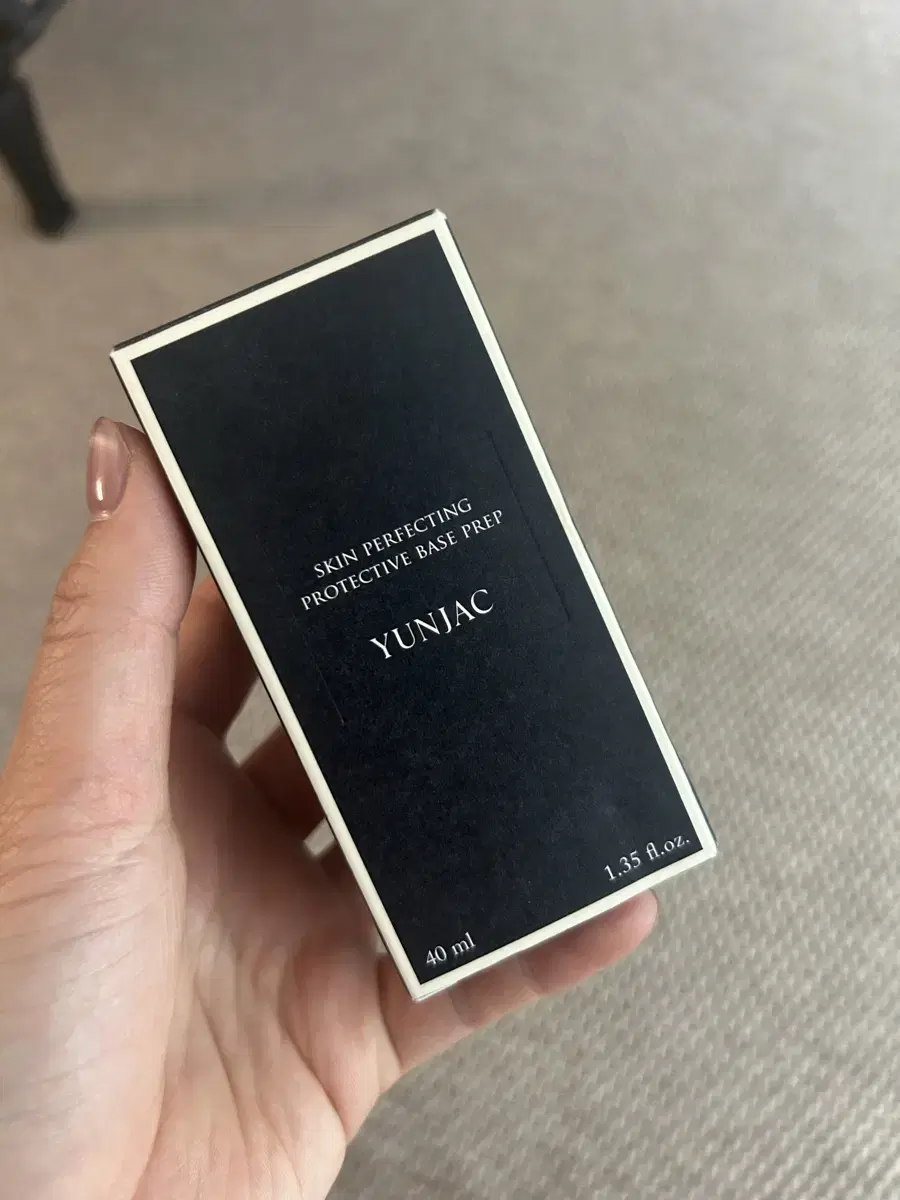 SKIN PERFECTING
PROTECTIVE BASE PREP
YUNJAC
40 ml
1.35 fl.oz.